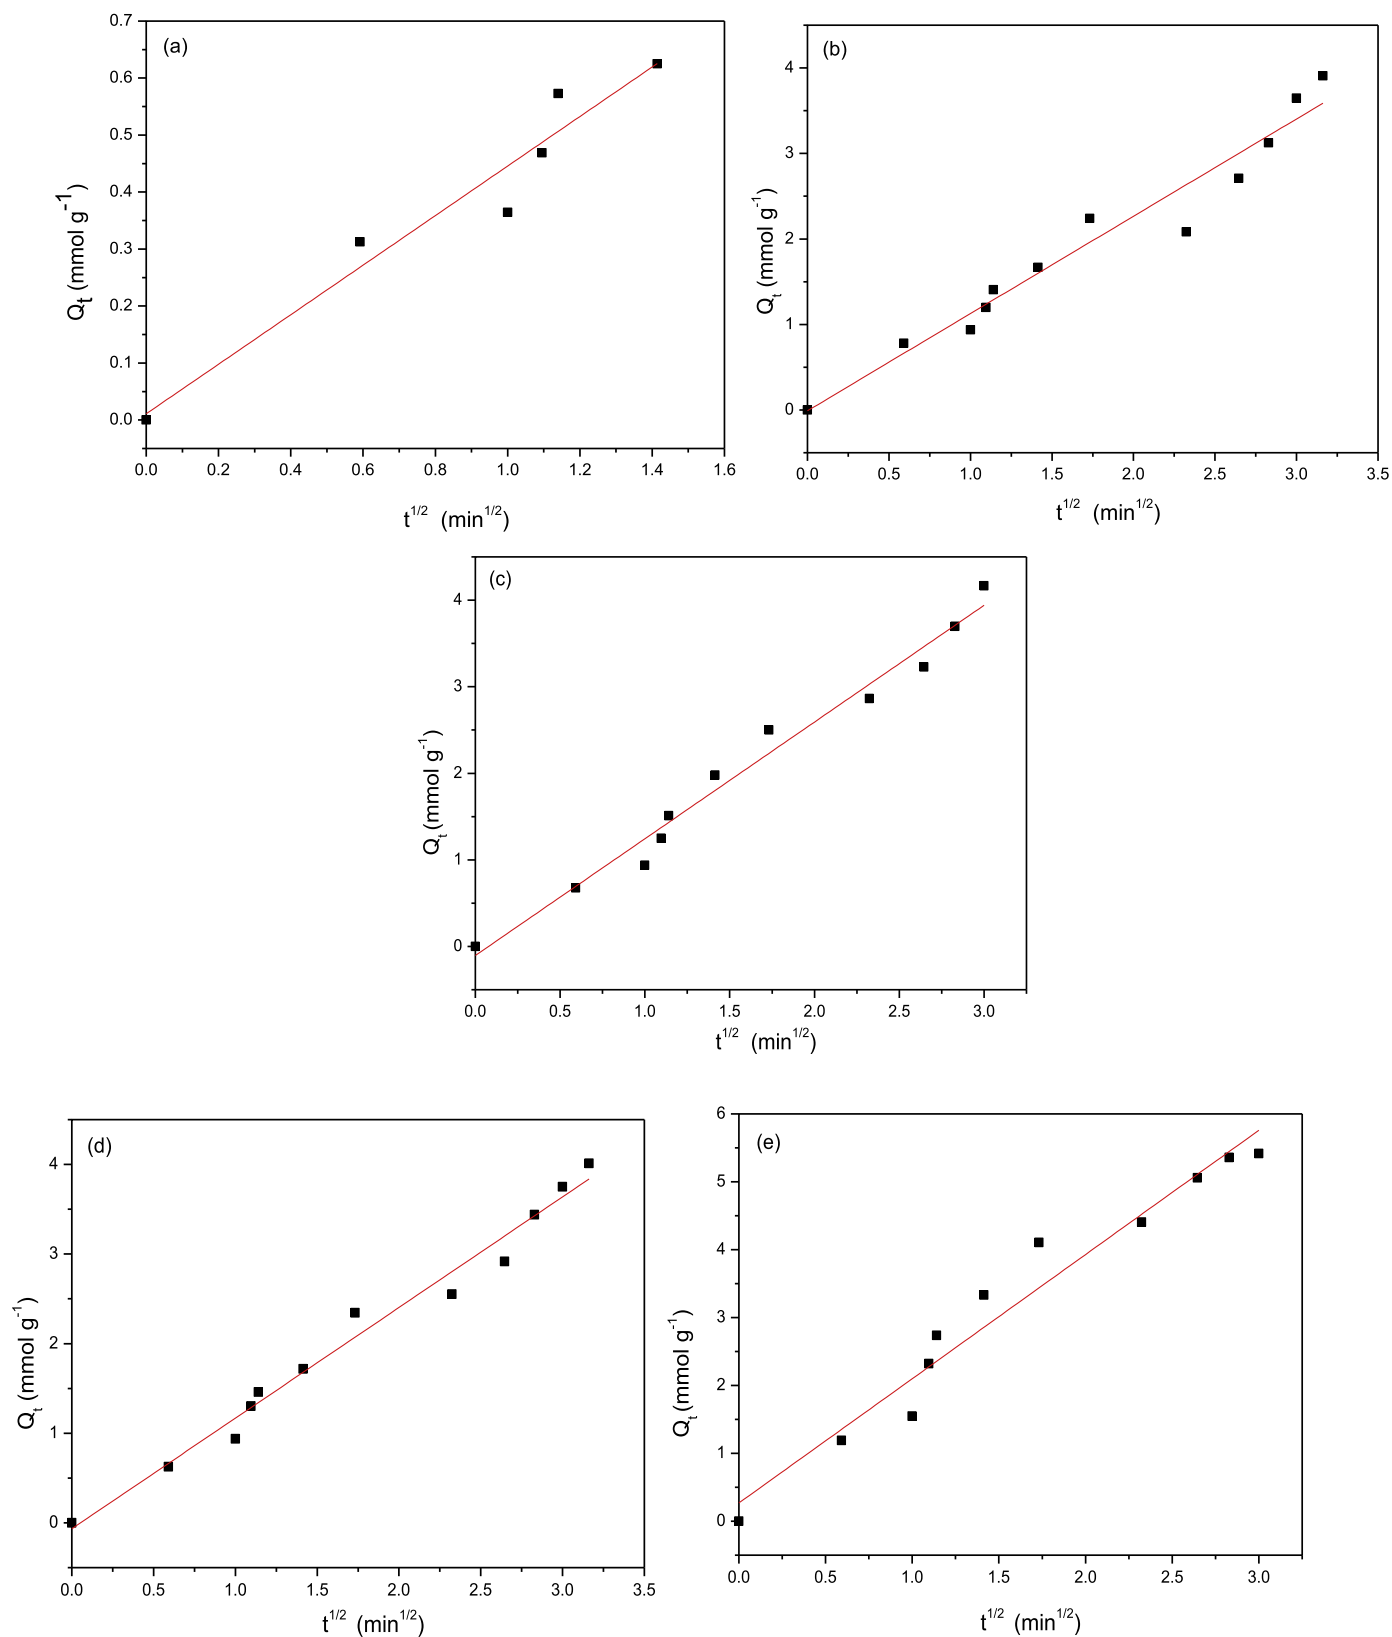 (a)
0.7
0.6
0.5
0.4
0.3
0.2
0.1
0.0
Qt (mmol g-1)
0.0 0.2 0.4 0.6 0.8 1.0 1.2 1.4 1.6
t1/2 (min1/2)
(b)
4
3
2
1
0
Qt (mmol g-1)
0.0 0.5 1.0 1.5 2.0 2.5 3.0 3.5
t1/2 (min1/2)
(c)
4
3
2
1
0
Qt (mmol g-1)
0.0 0.5 1.0 1.5 2.0 2.5 3.0
t1/2 (min1/2)
(d)
4
3
2
1
0
Qt (mmol g-1)
0.0 0.5 1.0 1.5 2.0 2.5 3.0 3.5
t1/2 (min1/2)
(e)
6
5
4
3
2
1
0
Qt (mmol g-1)
0.0 0.5 1.0 1.5 2.0 2.5 3.0
t1/2 (min1/2)